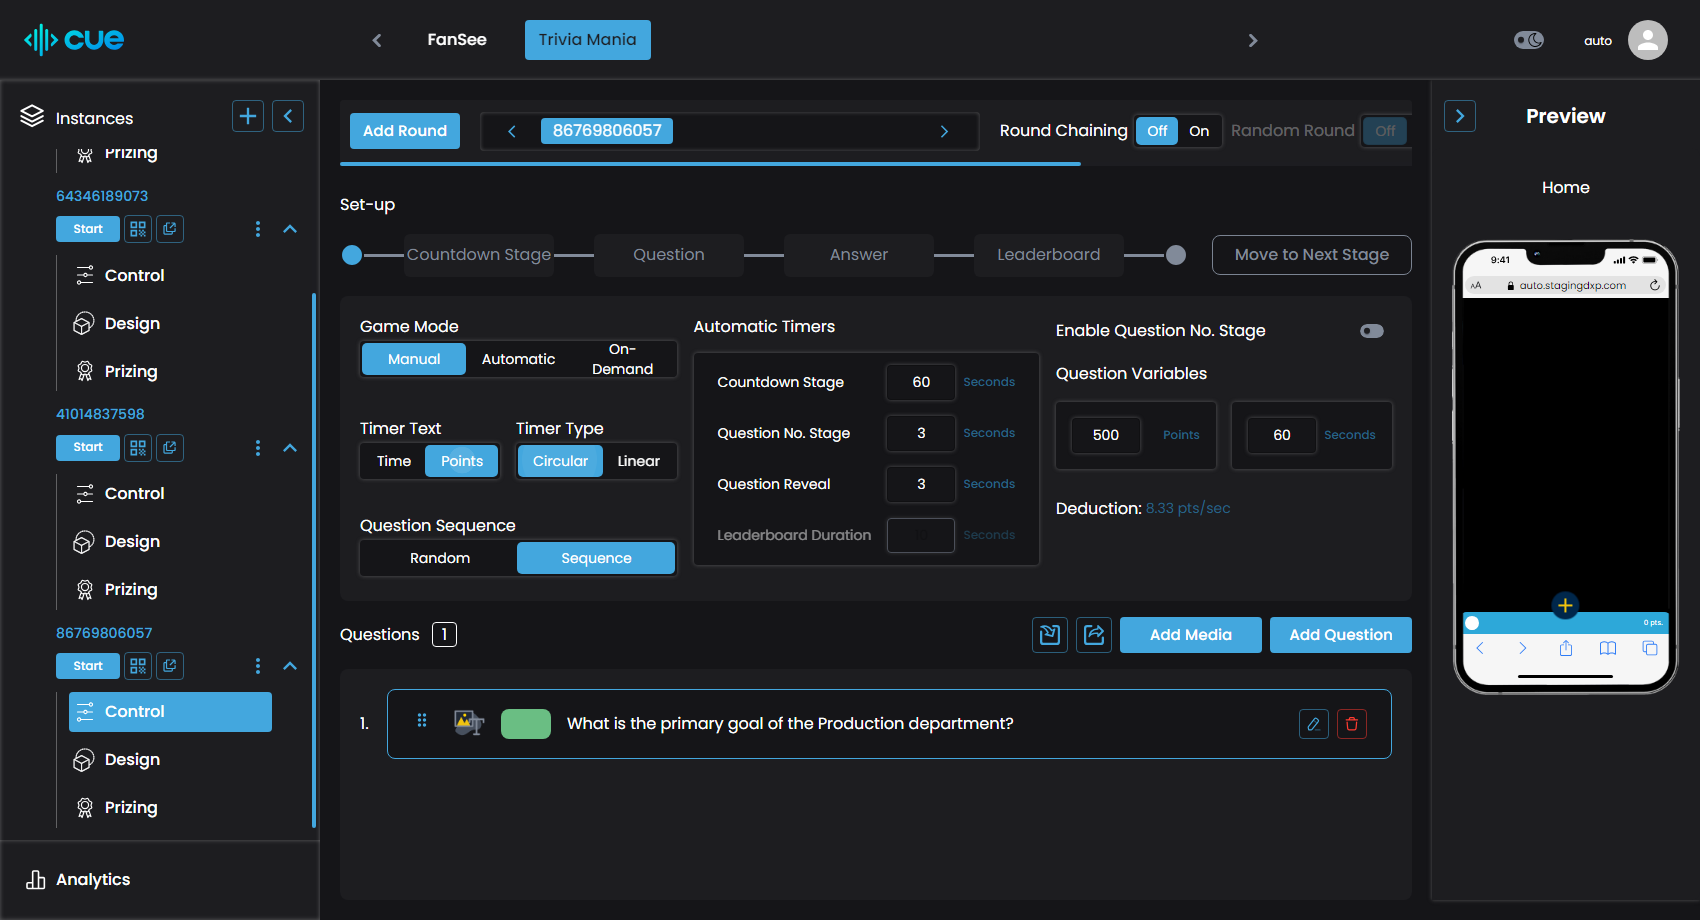 cue
FanSee
Trivia Mania
auto
Instances
Prizing
64346189073
Start
Control
Design
Prizing
41014837598
Start
Control
Design
Prizing
86769806057
Start
Control
Design
Prizing
Analytics
Add Round
86769806057
Round Chaining
Off
On
Random Round
Off
Set-up
Countdown Stage
Question
Answer
Leaderboard
Move to Next Stage
Game Mode
Manual
Automatic
On-
Demand
Timer Text
Time
Points
Timer Type
Circular
Linear
Question Sequence
Random
Sequence
Automatic Timers
Countdown Stage
60
Seconds
Question No. Stage
3
Seconds
Question Reveal
3
Seconds
Leaderboard Duration
Seconds
Enable Question No. Stage
Question Variables
500
Points
60
Seconds
Deduction: 8.33 pts/sec
Questions
1
Add Media
Add Question
1.
What is the primary goal of the Production department?
Preview
Home
9:41
AA
auto.stagingdxp.com
0 pts.